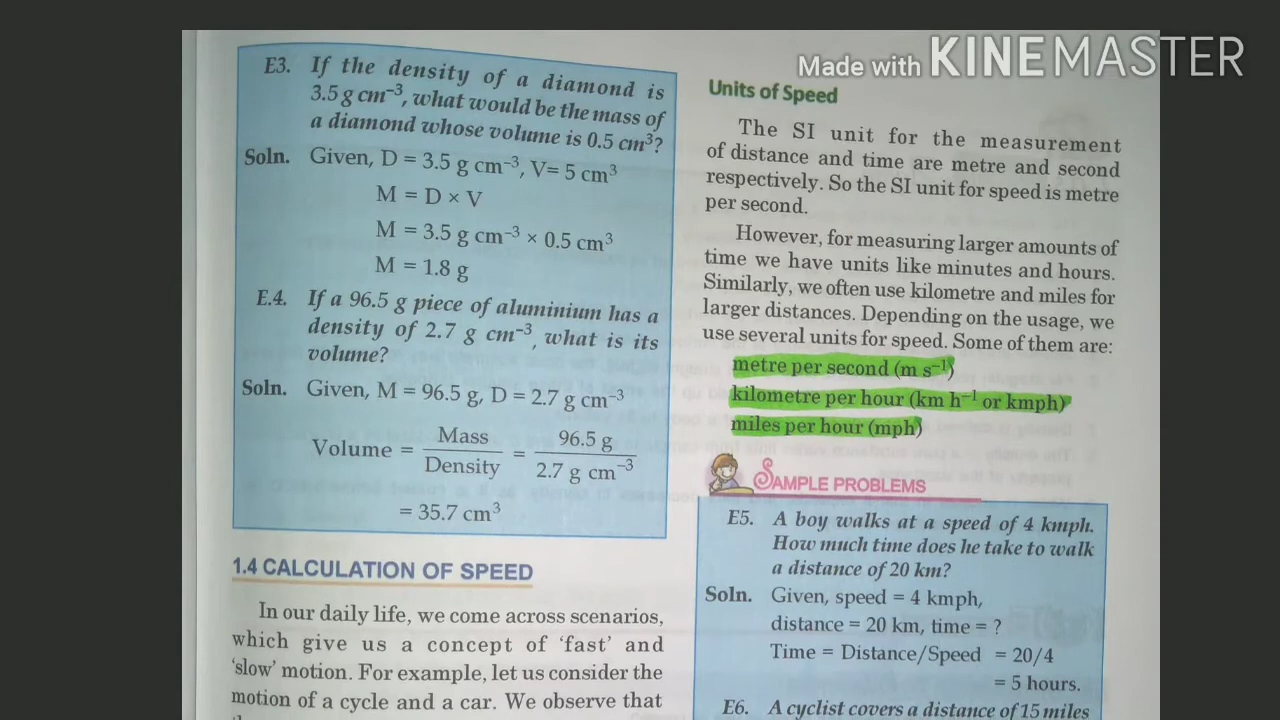 Made with KINEMASTER
E3. If the density of a diamond is
3.5 g cm⁻³, what would be the mass of
a diamond whose volume is 0.5 cm³?
Soln. Given, D = 3.5 g cm⁻³, V= 5 cm³
M = D × V
M = 3.5 g cm⁻³ × 0.5 cm³
M = 1.8 g
E.4. If a 96.5 g piece of aluminium has a
density of 2.7 g cm⁻³, what is its
volume?
Soln. Given, M = 96.5 g, D = 2.7 g cm⁻³
Volume = Mass / Density = 96.5 g / 2.7 g cm⁻³
= 35.7 cm³
1.4 CALCULATION OF SPEED
In our daily life, we come across scenarios,
which give us a concept of ‘fast’ and
‘slow’ motion. For example, let us consider the
motion of a cycle and a car. We observe that
Units of Speed
The SI unit for the measurement
of distance and time are metre and second
respectively. So the SI unit for speed is metre
per second.
However, for measuring larger amounts of
time we have units like minutes and hours.
Similarly, we often use kilometre and miles for
larger distances. Depending on the usage, we
use several units for speed. Some of them are:
metre per second (m s⁻¹)
kilometre per hour (km h⁻¹ or kmph)
miles per hour (mph)
SAMPLE PROBLEMS
E5. A boy walks at a speed of 4 kmph.
How much time does he take to walk
a distance of 20 km?
Soln. Given, speed = 4 kmph,
distance = 20 km, time = ?
Time = Distance/Speed = 20/4
= 5 hours.
E6. A cyclist covers a distance of 15 miles